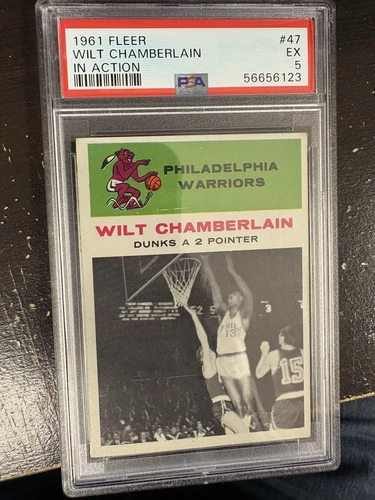 1961 FLEER #47
WILT CHAMBERLAIN EX
IN ACTION 5
PSA 56656123
PHILADELPHIA
WARRIORS
WILT CHAMBERLAIN
DUNKS A 2 POINTER
13
15
3